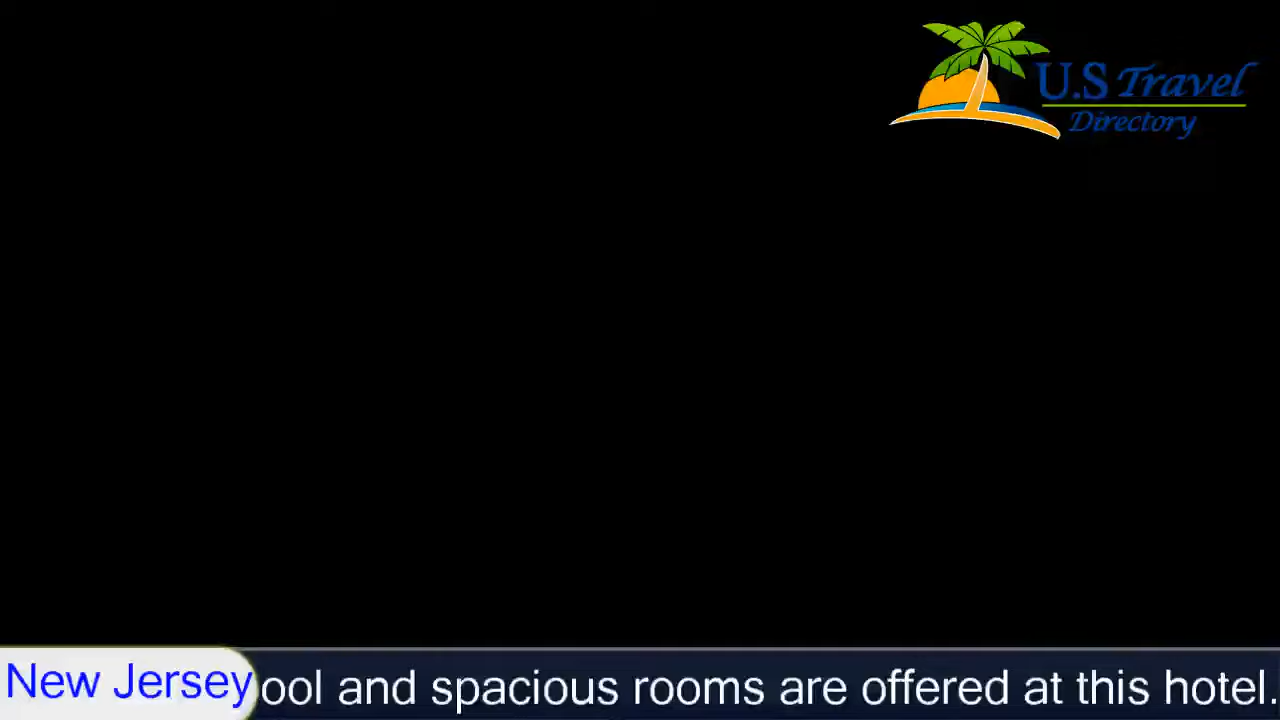 U.S Travel
Directory
New Jersey
ool and spacious rooms are offered at this hotel.